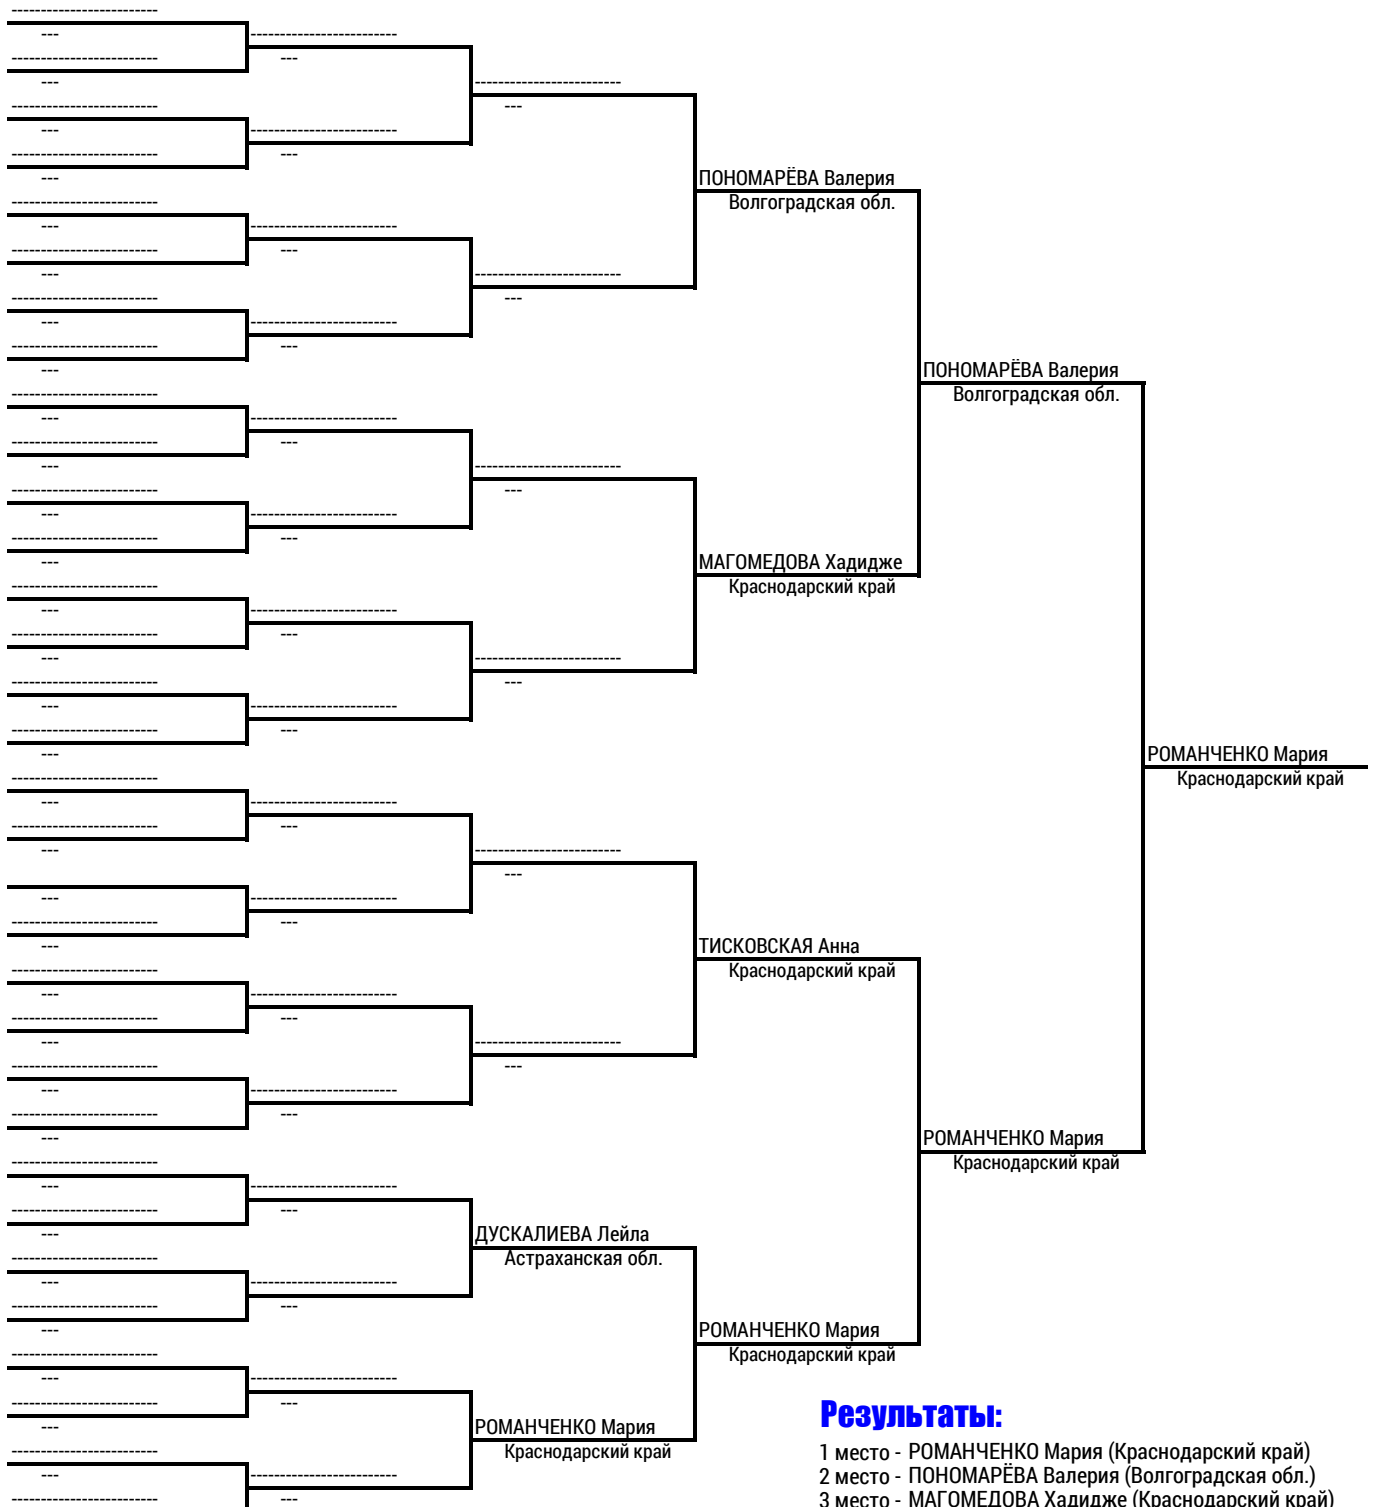 ПОНОМАРЁВА Валерия
Волгоградская обл.
ПОНОМАРЁВА Валерия
Волгоградская обл.
МАГОМЕДОВА Хадидже
Краснодарский край
РОМАНЧЕНКО Мария
Краснодарский край
ТИСКОВСКАЯ Анна
Краснодарский край
РОМАНЧЕНКО Мария
Краснодарский край
ДУСКАЛИЕВА Лейла
Астраханская обл.
РОМАНЧЕНКО Мария
Краснодарский край
РОМАНЧЕНКО Мария
Краснодарский край
Результаты:
1 место - РОМАНЧЕНКО Мария (Краснодарский край)
2 место - ПОНОМАРЁВА Валерия (Волгоградская обл.)
3 место - МАГОМЕДОВА Хадидже (Краснодарский край)